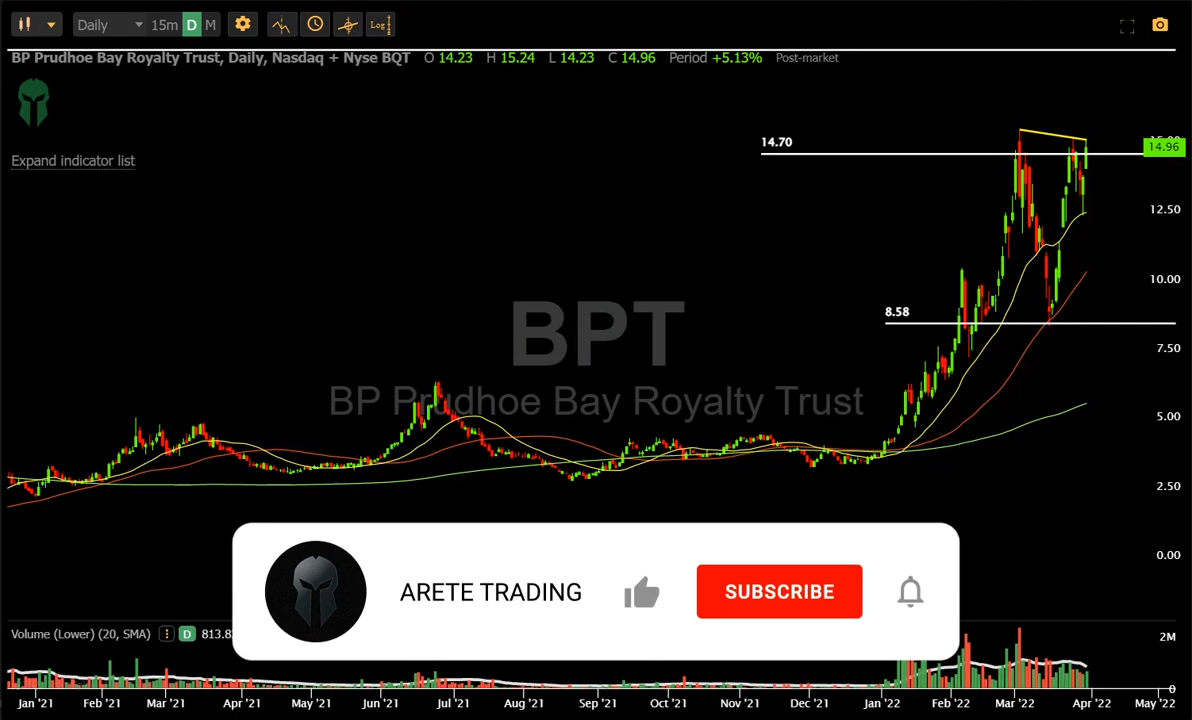 Daily 15m D M Log
BP Prudhoe Bay Royalty Trust, Daily, Nasdaq + Nyse BQT O 14.23 H 15.24 L 14.23 C 14.96 Period +5.13% Post-market
Expand indicator list
14.70
14.96
12.50
10.00
8.58
7.50
BPT
BP Prudhoe Bay Royalty Trust
5.00
2.50
0.00
ARETE TRADING SUBSCRIBE
Volume (Lower) (20, SMA) D
2M
0
Jan '21 Feb '21 Mar '21 Apr '21 May '21 Jun '21 Jul '21 Aug '21 Sep '21 Oct '21 Nov '21 Dec '21 Jan '22 Feb '22 Mar '22 Apr '22 May '22